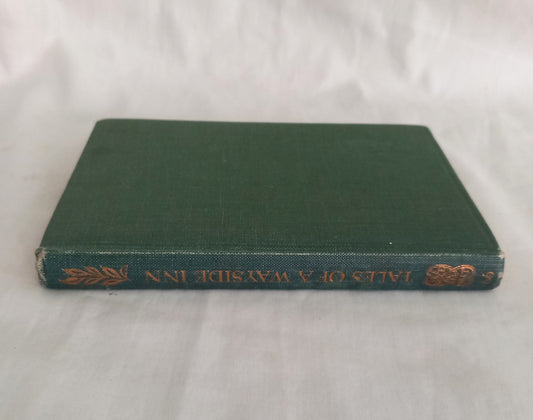 TALES OF A WAYSIDE INN